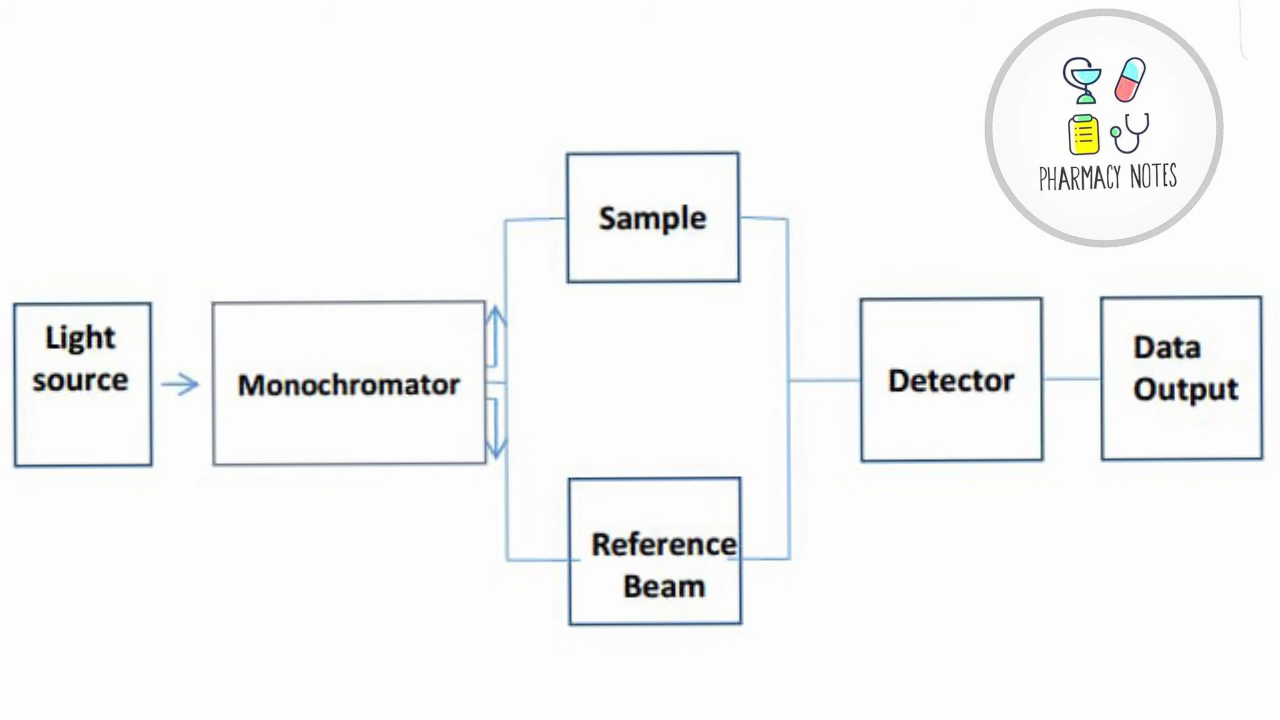 PHARMACY NOTES
Sample
Light
source
Monochromator
Detector
Data
Output
Reference
Beam